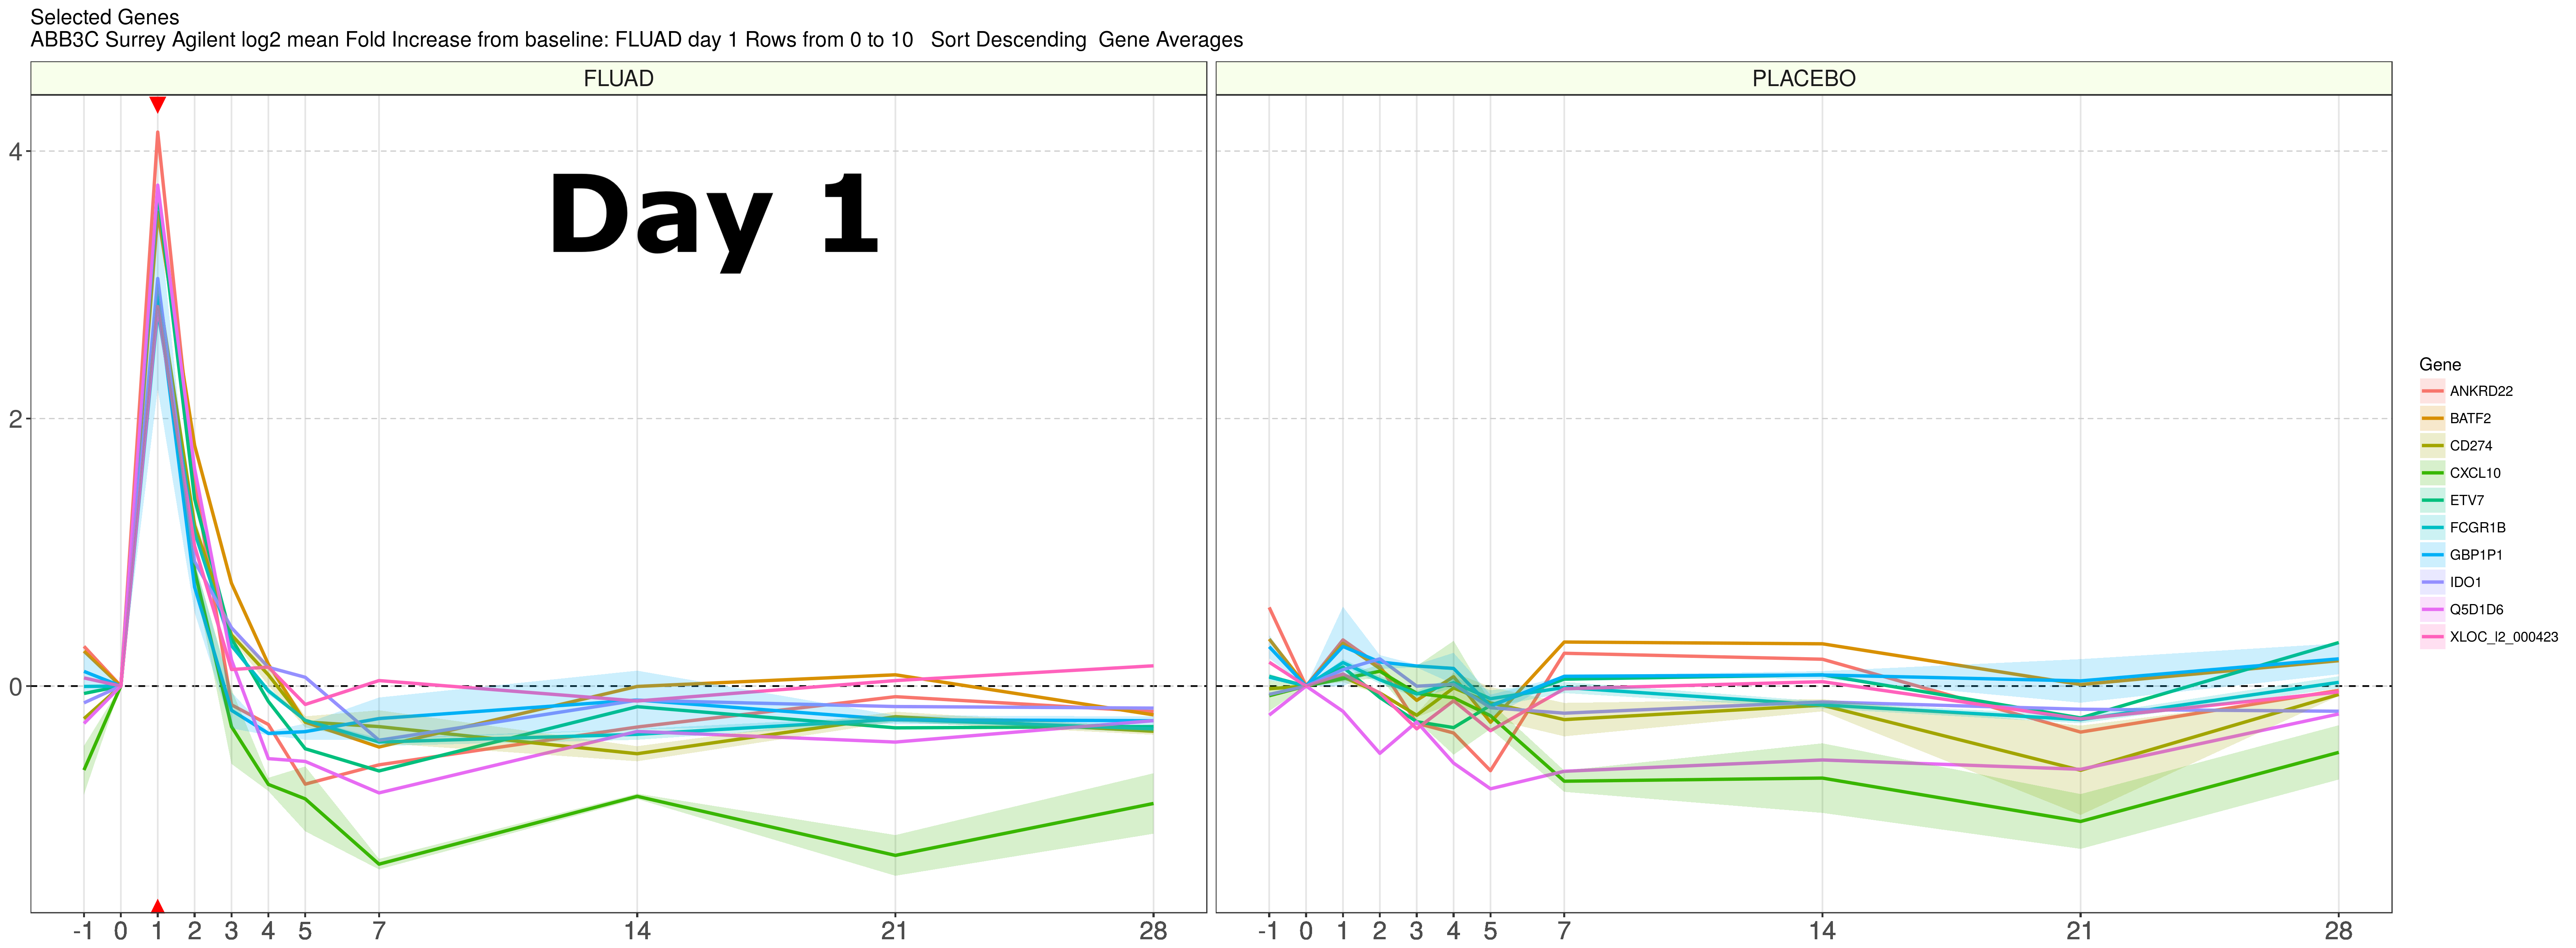 Selected Genes
ABB3C Surrey Agilent log2 mean Fold Increase from baseline: FLUAD day 1 Rows from 0 to 10   Sort Descending  Gene Averages
FLUAD
PLACEBO
Day 1
4
2
0
-1 0 1 2 3 4 5 7 14 21 28
-1 0 1 2 3 4 5 7 14 21 28
Gene
ANKRD22
BATF2
CD274
CXCL10
ETV7
FCGR1B
GBP1P1
IDO1
Q5D1D6
XLOC_l2_000423